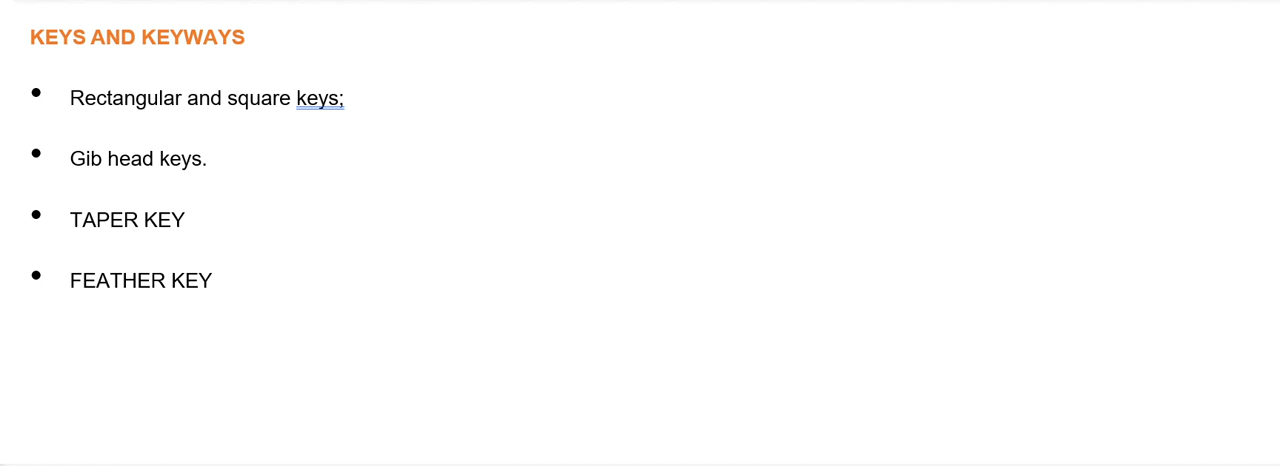 KEYS AND KEYWAYS
• Rectangular and square keys;
• Gib head keys.
• TAPER KEY
• FEATHER KEY